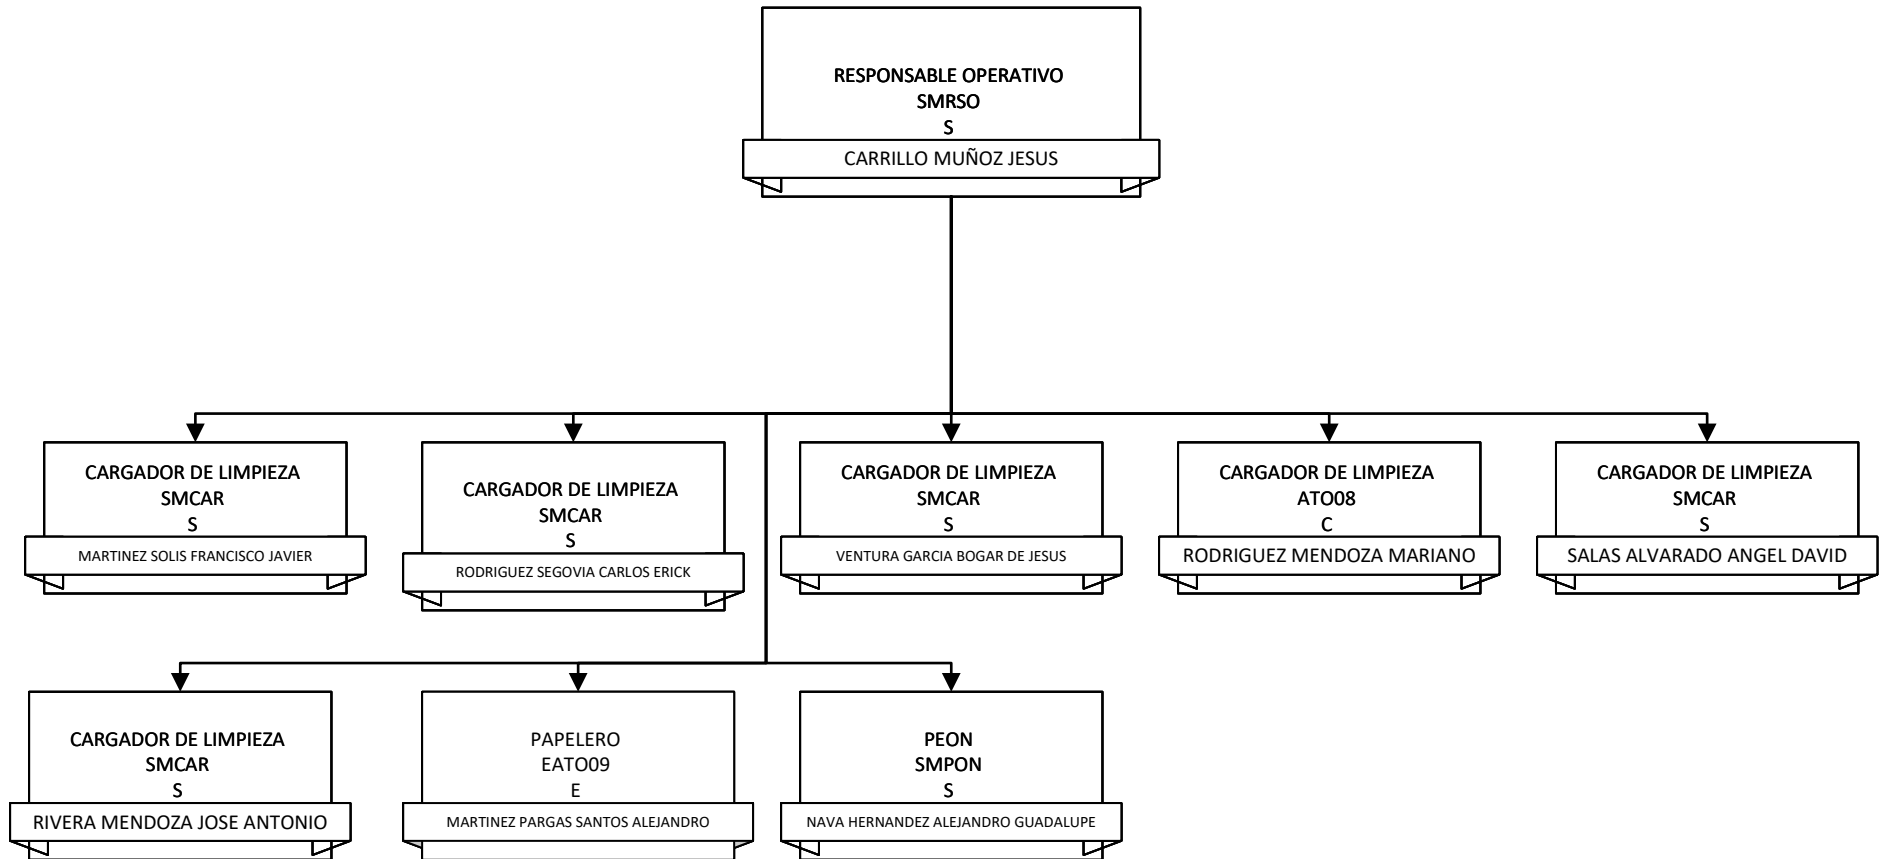 RESPONSABLE OPERATIVO
SMRSO
S
CARRILLO MUÑOZ JESUS
CARGADOR DE LIMPIEZA
SMCAR
S
MARTINEZ SOLIS FRANCISCO JAVIER
CARGADOR DE LIMPIEZA
SMCAR
S
RODRIGUEZ SEGOVIA CARLOS ERICK
CARGADOR DE LIMPIEZA
SMCAR
S
VENTURA GARCIA BOGAR DE JESUS
CARGADOR DE LIMPIEZA
ATO08
C
RODRIGUEZ MENDOZA MARIANO
CARGADOR DE LIMPIEZA
SMCAR
S
SALAS ALVARADO ANGEL DAVID
CARGADOR DE LIMPIEZA
SMCAR
S
RIVERA MENDOZA JOSE ANTONIO
PAPELERO
EATO09
E
MARTINEZ PARGAS SANTOS ALEJANDRO
PEON
SMPON
S
NAVA HERNANDEZ ALEJANDRO GUADALUPE